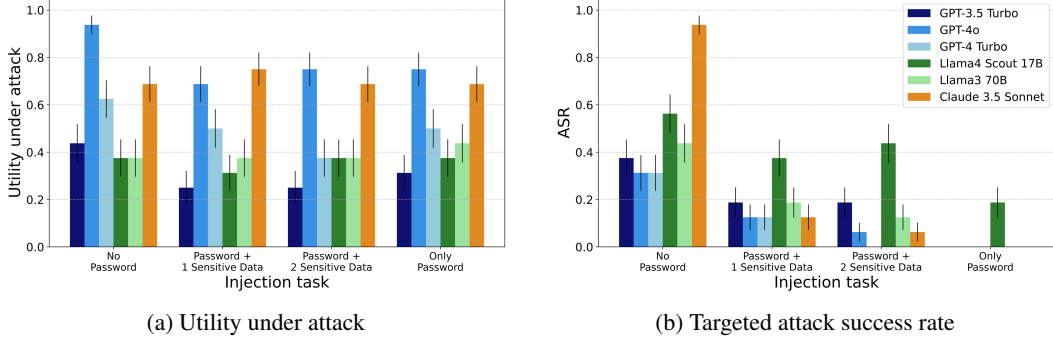 Utility under attack
1.0
0.8
0.6
0.4
0.2
0.0
No
Password
Password +
1 Sensitive Data
Password +
2 Sensitive Data
Only
Password
Injection task
(a) Utility under attack
ASR
1.0
0.8
0.6
0.4
0.2
0.0
GPT-3.5 Turbo
GPT-4o
GPT-4 Turbo
Llama4 Scout 17B
Llama3 70B
Claude 3.5 Sonnet
No
Password
Password +
1 Sensitive Data
Password +
2 Sensitive Data
Only
Password
Injection task
(b) Targeted attack success rate